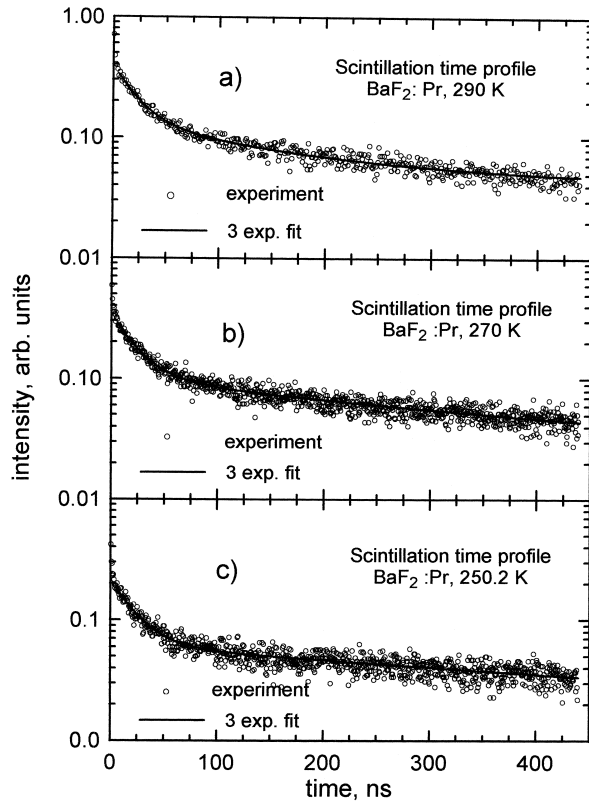 1.00
a)
Scintillation time profile
BaF2: Pr, 290 K
0.10
experiment
3 exp. fit
0.01
b)
Scintillation time profile
BaF2 :Pr, 270 K
0.10
experiment
3 exp. fit
0.01
c)
Scintillation time profile
BaF2 :Pr, 250.2 K
0.1
experiment
3 exp. fit
0.0
0 100 200 300 400
time, ns
intensity, arb. units